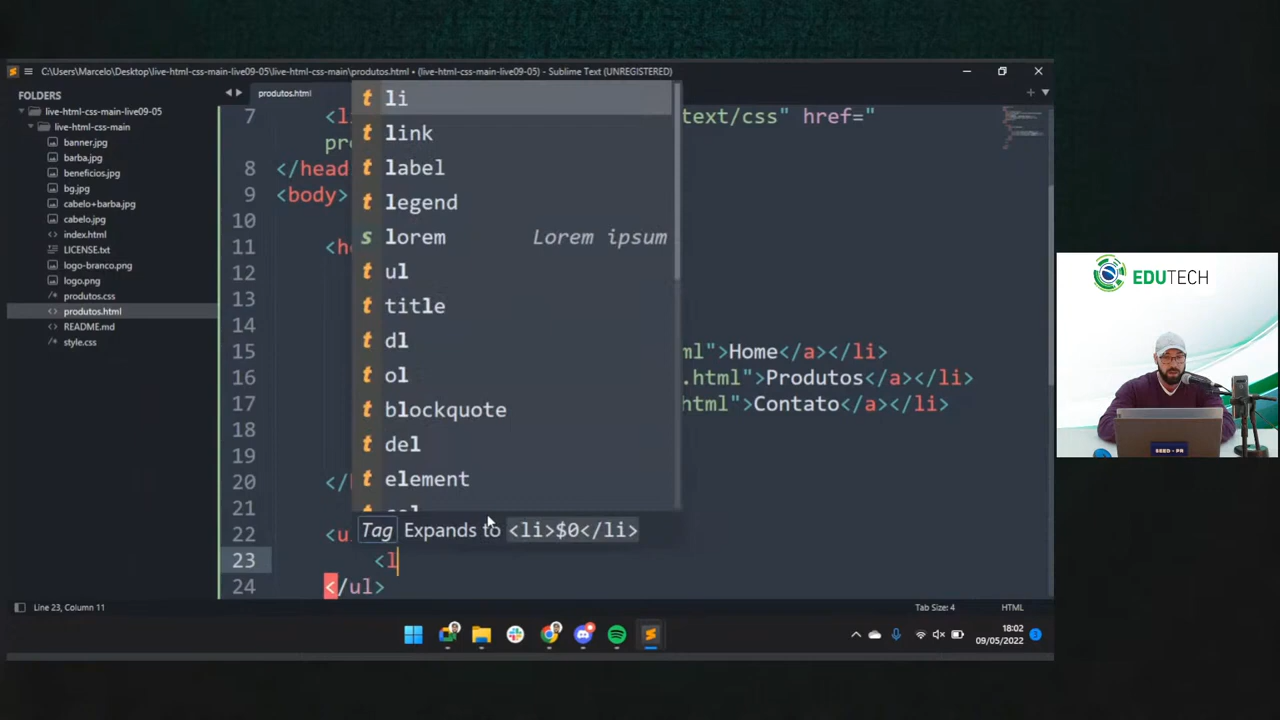 C:\Users\Marcelo\Desktop\live-html-css-main-live09-05\live-html-css-main\produtos.html • (live-html-css-main-live09-05) - Sublime Text (UNREGISTERED)
FOLDERS
live-html-css-main-live09-05
live-html-css-main
banner.jpg
barba.jpg
beneficios.jpg
bg.jpg
cabelo+barba.jpg
cabelo.jpg
index.html
LICENSE.txt
logo-branco.png
logo.png
produtos.css
produtos.html
README.md
style.css
produtos.html
7 <li text/css" href="
pro
8 </head
9 <body>
10
11 <he
12
13
14
15 ml">Home</a></li>
16 .html">Produtos</a></li>
17 html">Contato</a></li>
18
19
20 </h
21
22 <u
23 <l
24 </ul>
li
link
label
legend
lorem Lorem ipsum
ul
title
dl
ol
blockquote
del
element
Tag Expands to <li>$0</li>
Line 23, Column 11
Tab Size: 4
HTML
18:02
09/05/2022
3
EDUTECH
SEED - PR